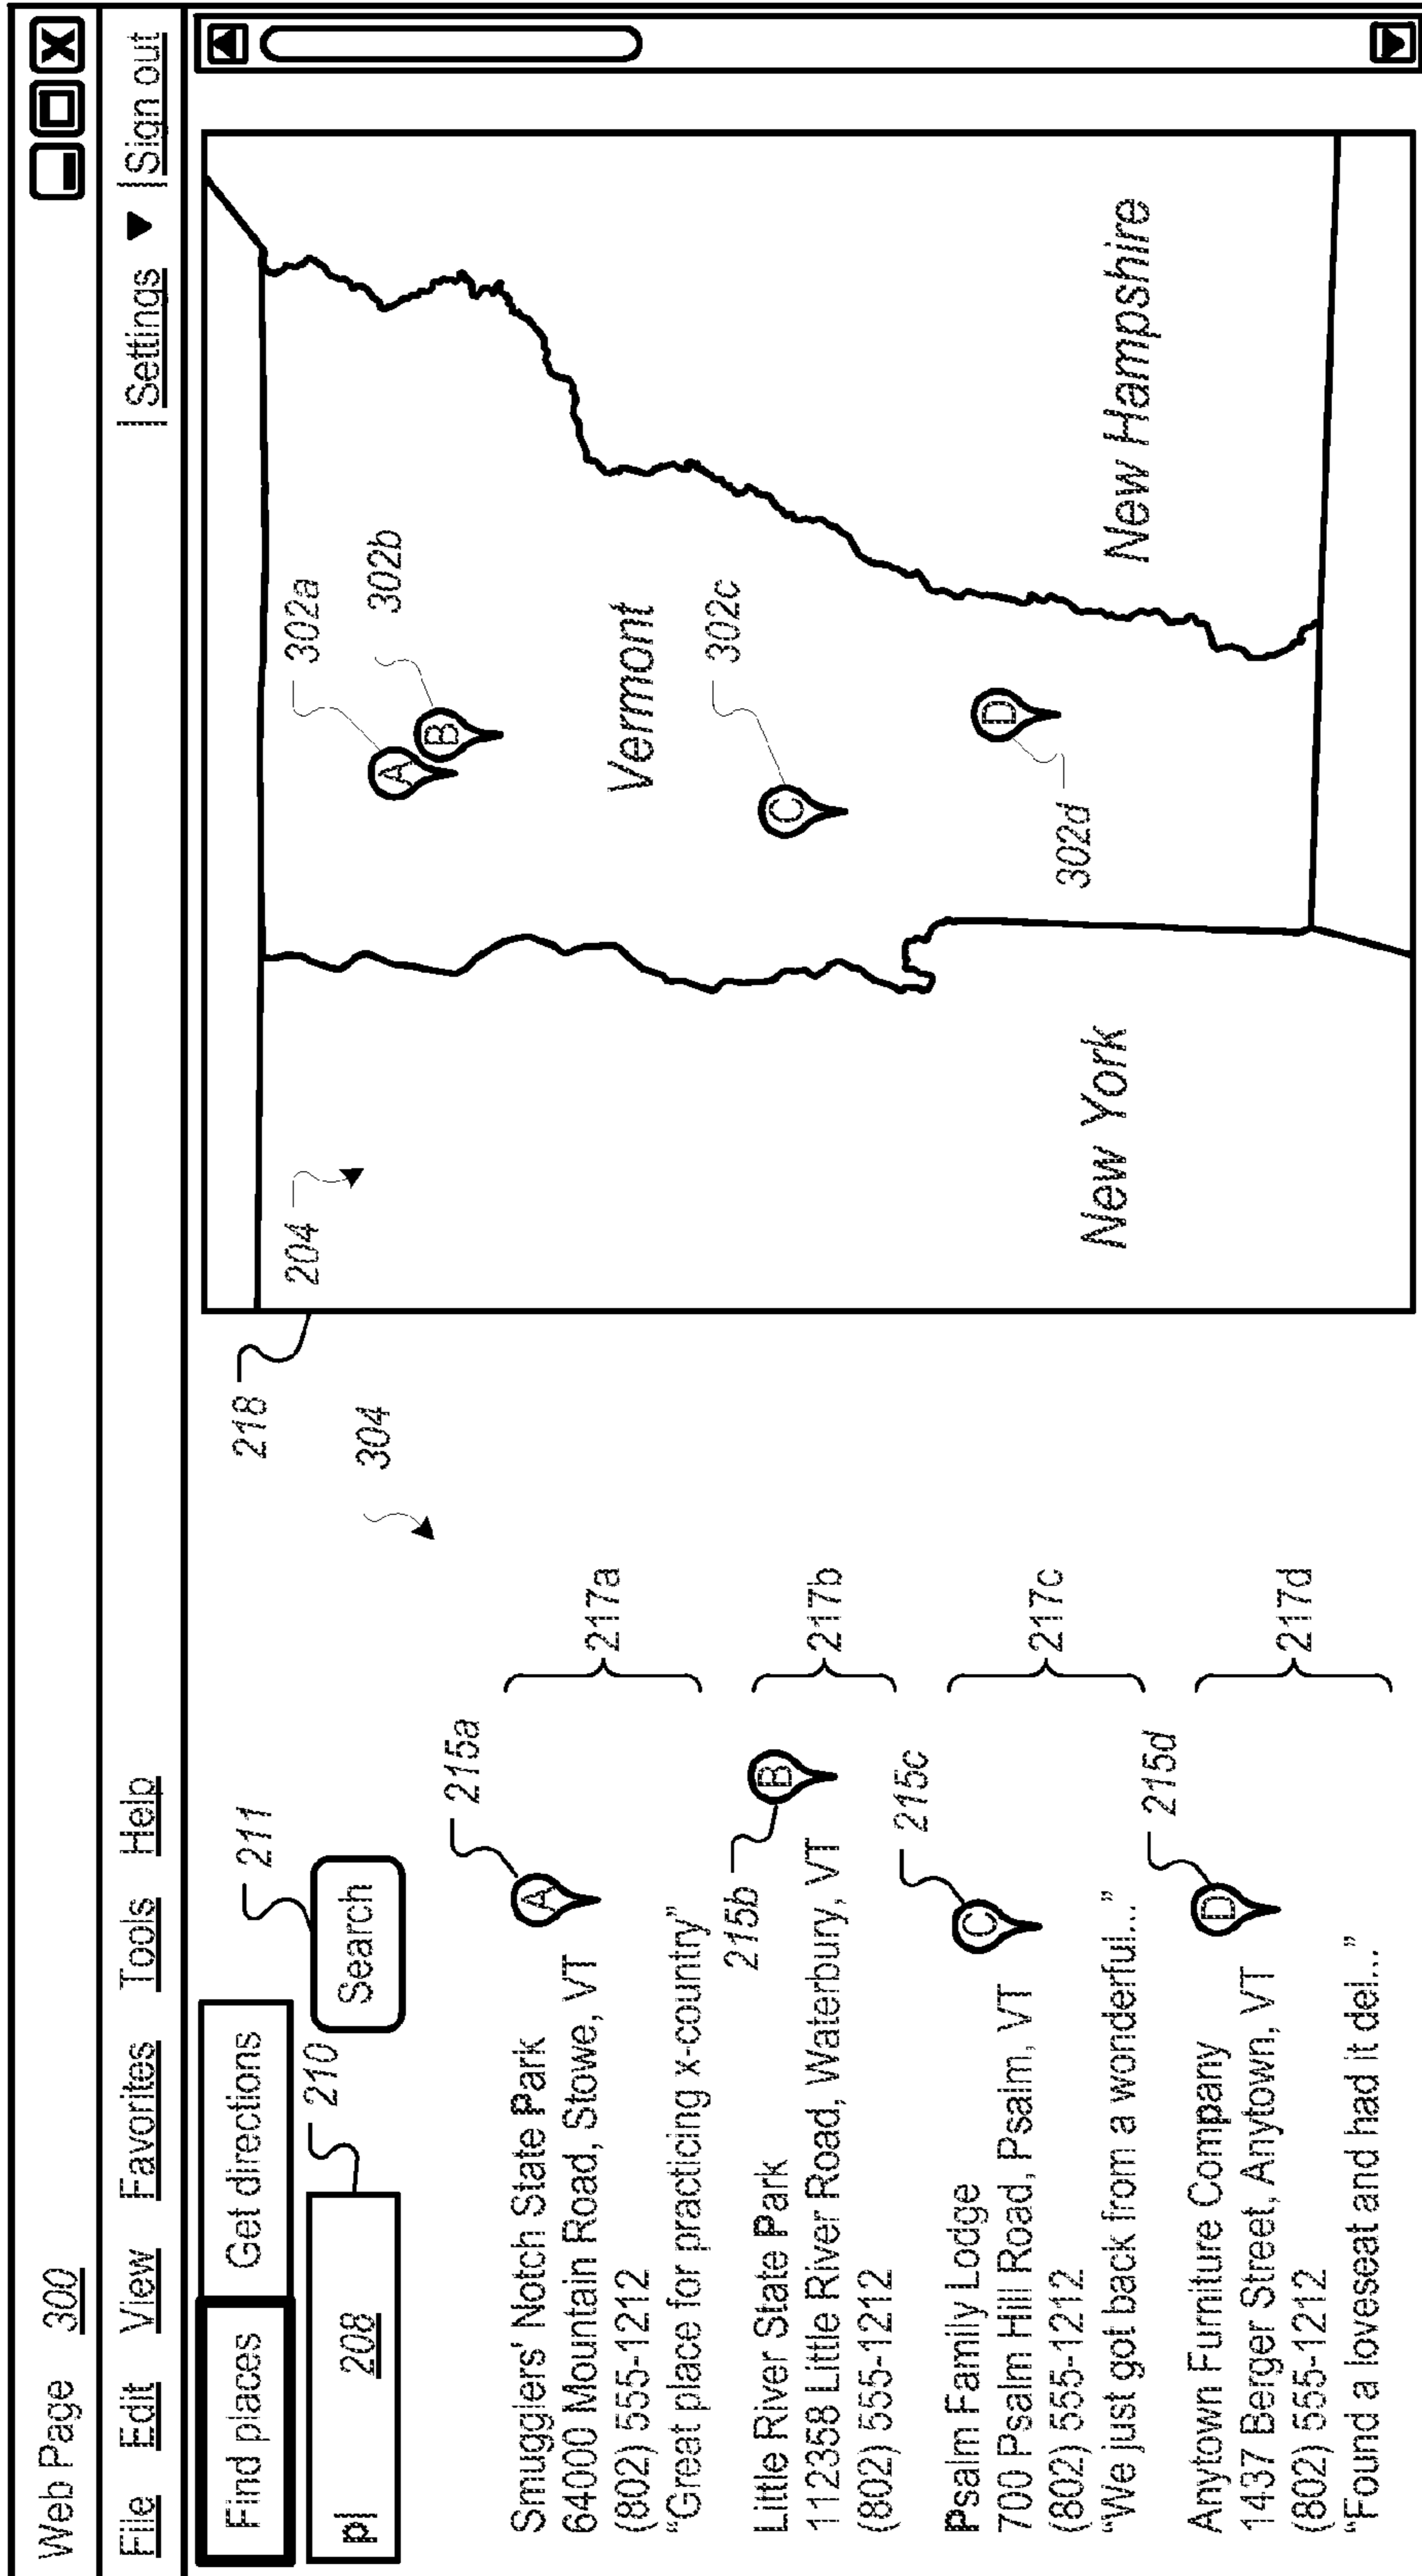 Web Page 300
File Edit View Favorites Tools Help | Settings ▼ | Sign out
Find places Get directions
211
210
p|
208
Search
218
204
304
Smugglers' Notch State Park
64000 Mountain Road, Stowe, VT
(802) 555-1212
“Great place for practicing x-country”
A
215a
217a
Little River State Park
112358 Little River Road, Waterbury, VT
(802) 555-1212
215b
B
217b
Psalm Family Lodge
700 Psalm Hill Road, Psalm, VT
(802) 555-1212
“We just got back from a wonderful...”
C
215c
217c
Anytown Furniture Company
1437 Berger Street, Anytown, VT
(802) 555-1212
“Found a loveseat and had it del...”
D
215d
217d
302a
302b
A
B
Vermont
302c
C
D
302d
New York
New Hampshire